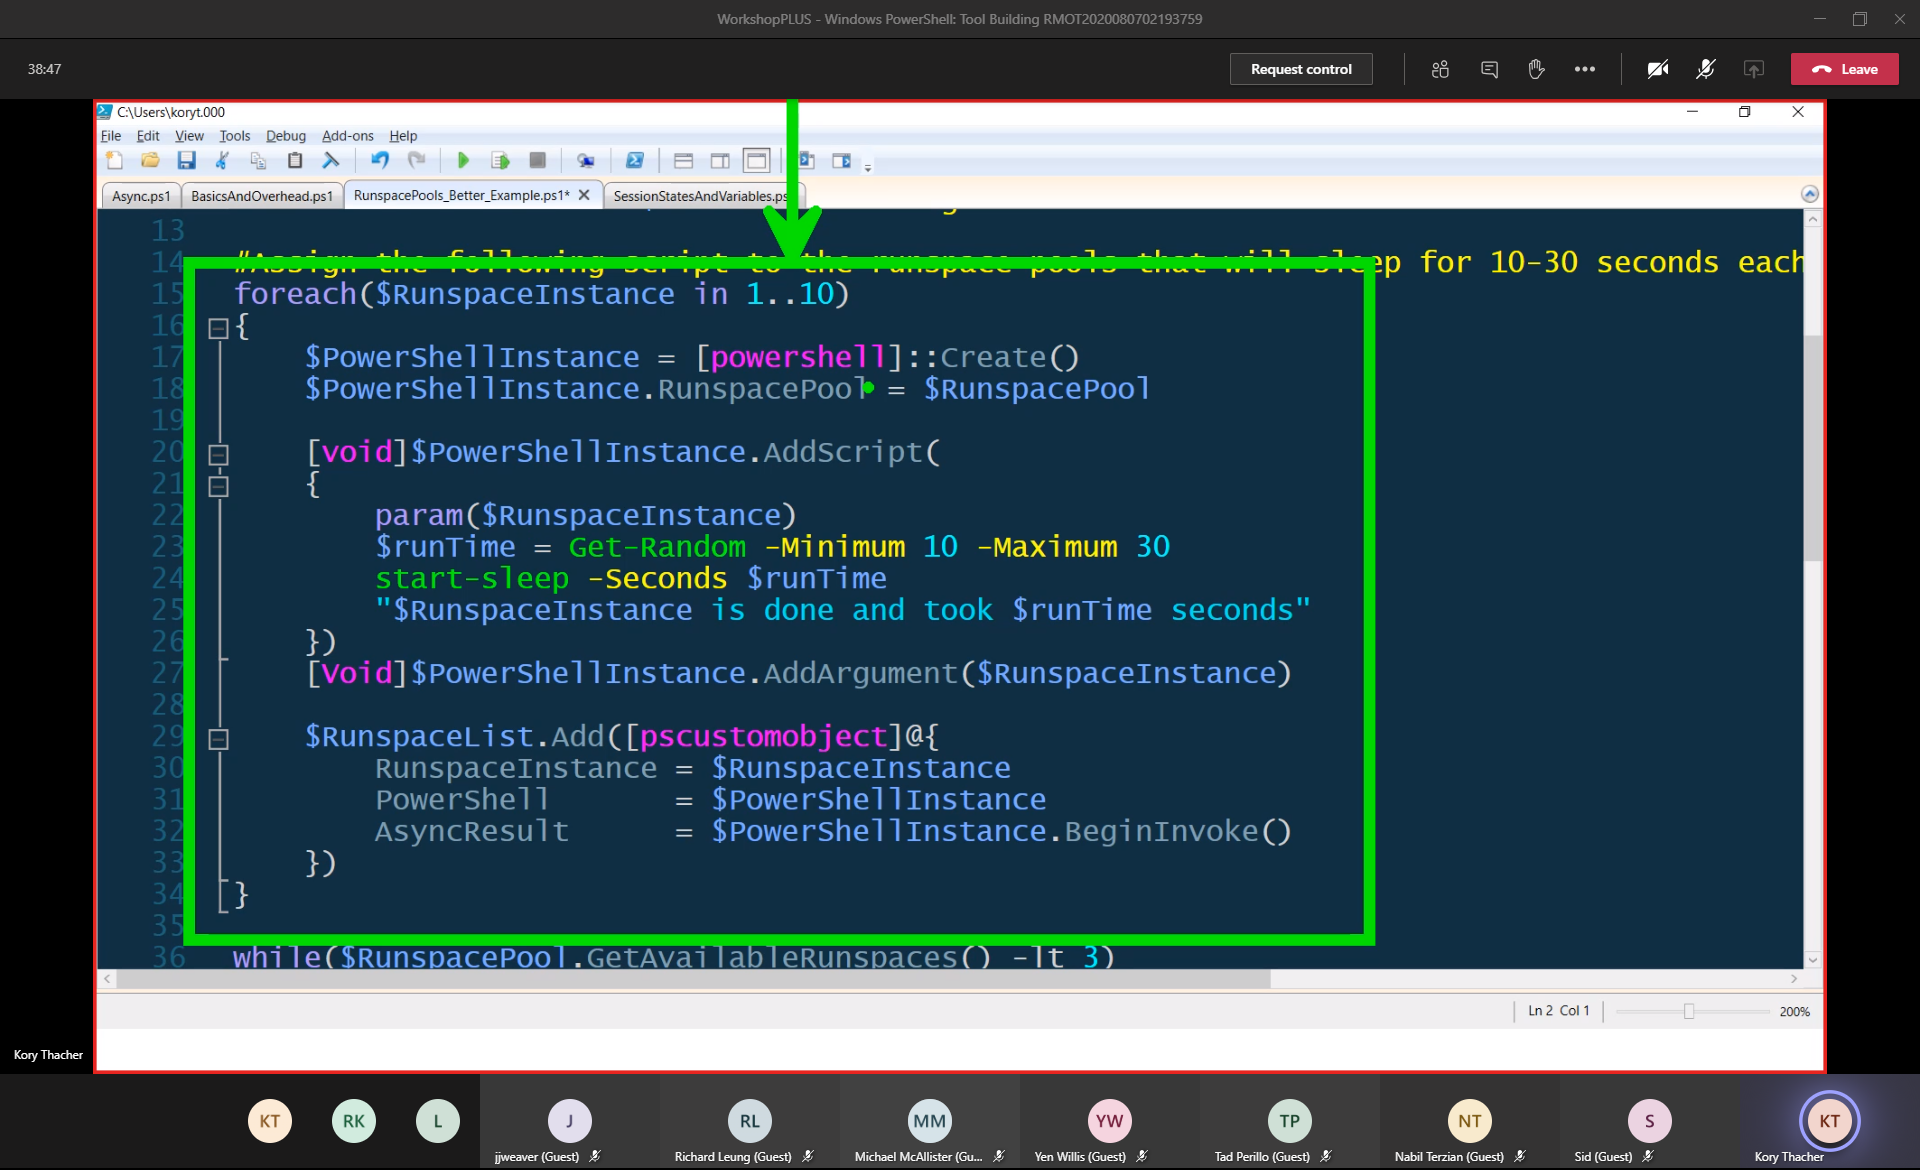 WorkshopPLUS - Windows PowerShell: Tool Building RMOT2020080702193759
38:47
Request control
Leave
C:\Users\koryt.000
File Edit View Tools Debug Add-ons Help
Async.ps1 BasicsAndOverhead.ps1 RunspacePools_Better_Example.ps1* SessionStatesAndVariables.ps
13
14 #Assign the following script to the runspace pools that will sleep for 10-30 seconds each
15 foreach($RunspaceInstance in 1..10)
16 {
17 $PowerShellInstance = [powershell]::Create()
18 $PowerShellInstance.RunspacePool = $RunspacePool
19
20 [void]$PowerShellInstance.AddScript(
21 {
22 param($RunspaceInstance)
23 $runTime = Get-Random -Minimum 10 -Maximum 30
24 start-sleep -Seconds $runTime
25 "$RunspaceInstance is done and took $runTime seconds"
26 })
27 [Void]$PowerShellInstance.AddArgument($RunspaceInstance)
28
29 $RunspaceList.Add([pscustomobject]@{
30 RunspaceInstance = $RunspaceInstance
31 PowerShell = $PowerShellInstance
32 AsyncResult = $PowerShellInstance.BeginInvoke()
33 })
34 }
35
36 while($RunspacePool.GetAvailableRunspaces() -lt 3)
Ln 2 Col 1 200%
Kory Thacher
KT RK L J RL MM YW TP NT S KT
jjweaver (Guest) Richard Leung (Guest) Michael McAllister (Gu... Yen Willis (Guest) Tad Perillo (Guest) Nabil Terzian (Guest) Sid (Guest) Kory Thacher